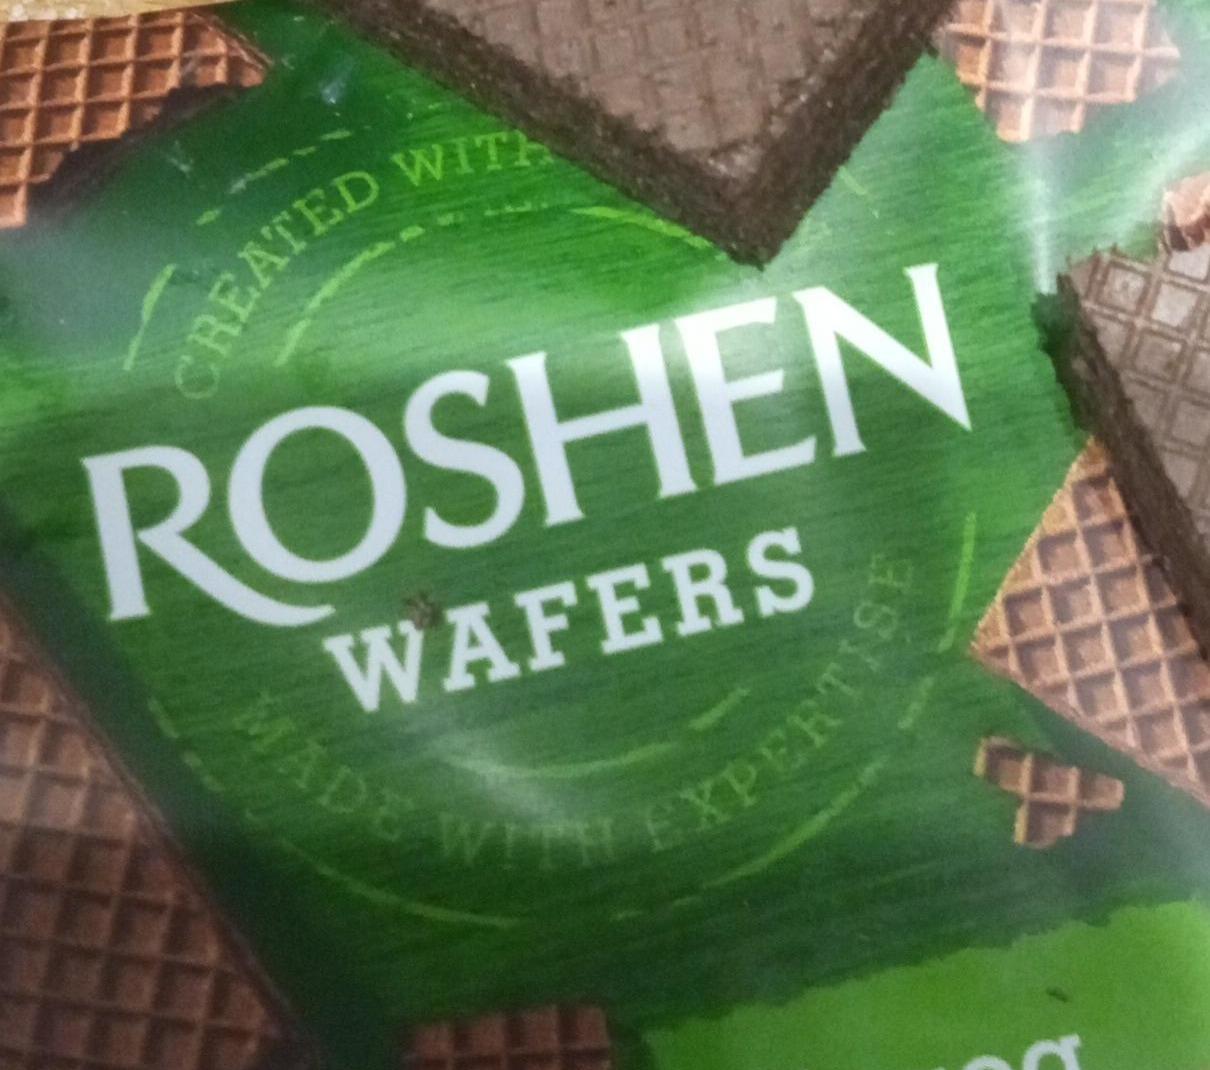 CREATED WITH
ROSHEN
WAFERS
MADE WITH EXPERTISE